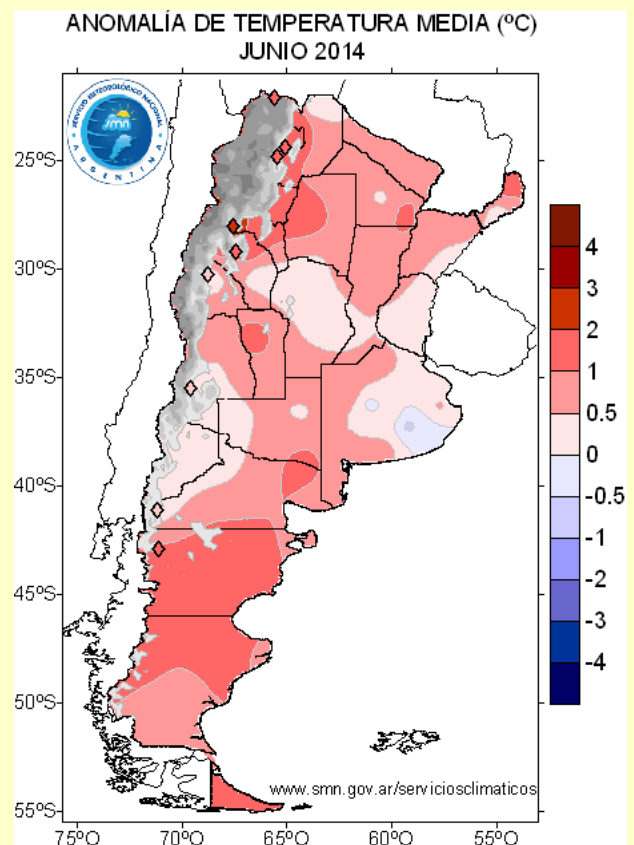 ANOMALÍA DE TEMPERATURA MEDIA (ºC)
JUNIO 2014
SERVICIO METEOROLÓGICO NACIONAL
smn
ARGENTINA
25ºS
30ºS
35ºS
40ºS
45ºS
50ºS
55ºS
75ºO
70ºO
65ºO
60ºO
55ºO
4
3
2
1
0.5
0
-0.5
-1
-2
-3
-4
www.smn.gov.ar/serviciosclimaticos